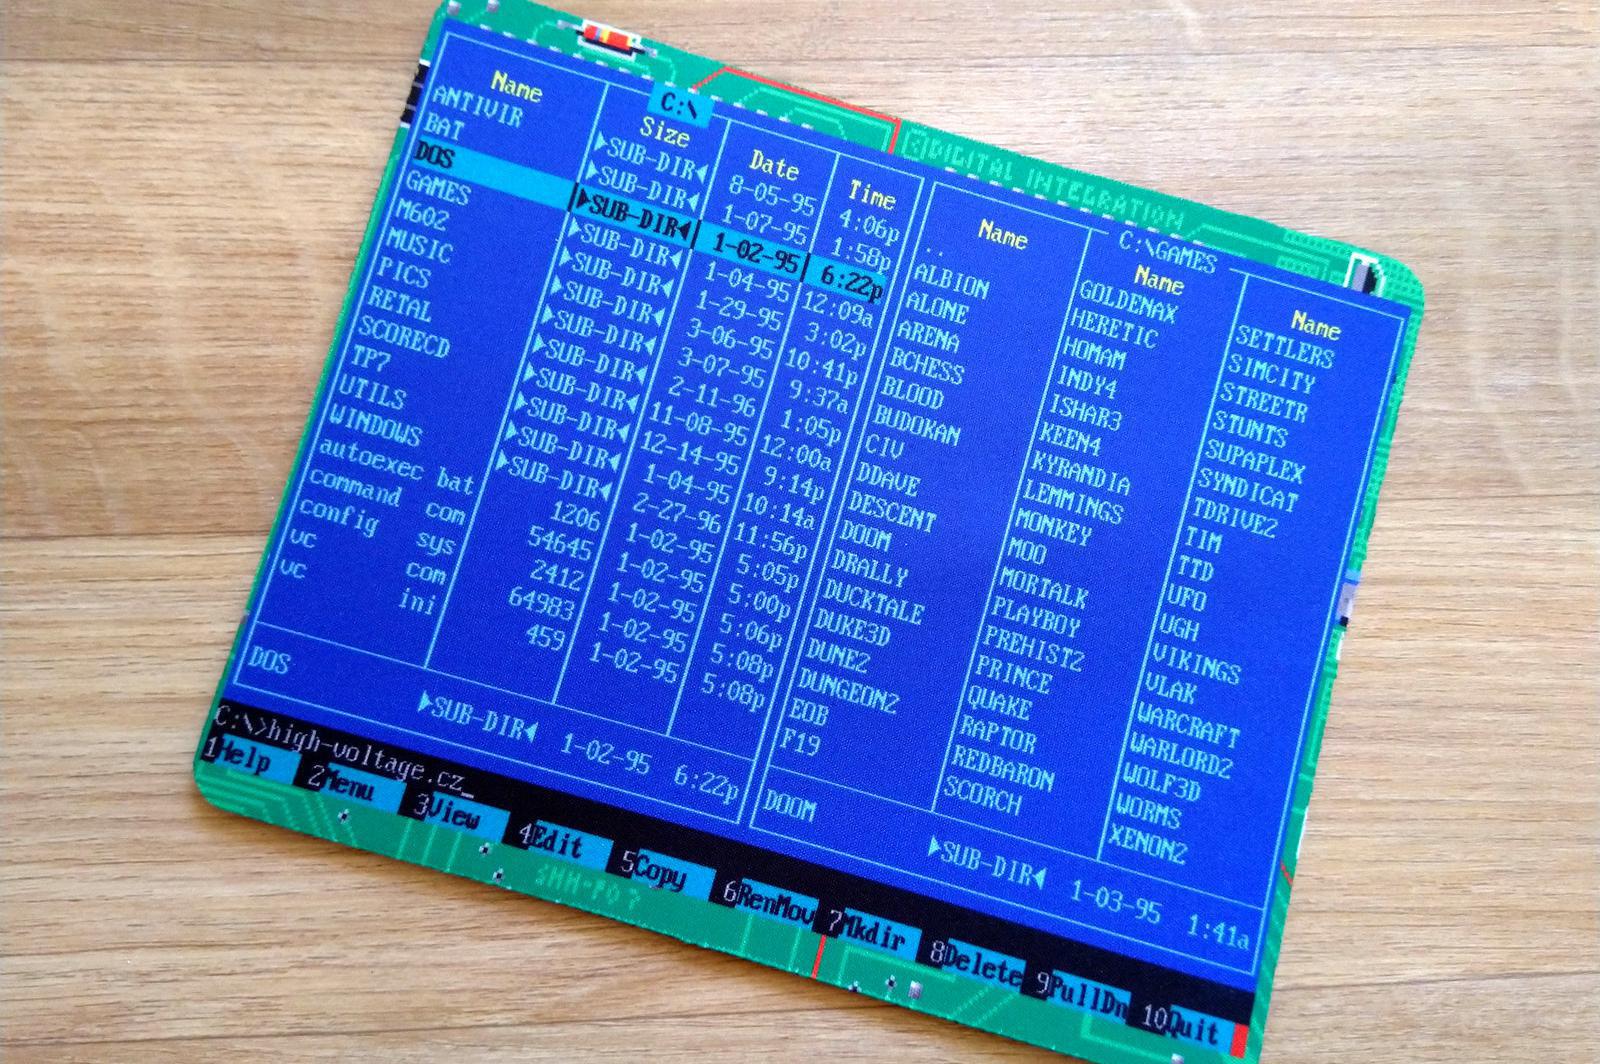 DIGITAL INTEGRATION
C:\
Name Size Date Time
ANTIVIR ►SUB-DIR◄ 8-05-95 4:06p
BAT ►SUB-DIR◄ 1-07-95 1:58p
DOS ►SUB-DIR◄ 1-02-95 6:22p
GAMES ►SUB-DIR◄ 1-04-95 12:09a
M602 ►SUB-DIR◄ 1-29-95 3:02p
MUSIC ►SUB-DIR◄ 3-06-95 10:41p
PICS ►SUB-DIR◄ 3-07-95 9:37a
RETAL ►SUB-DIR◄ 2-11-96 1:05p
SCORECD ►SUB-DIR◄ 11-08-95 12:00a
TP7 ►SUB-DIR◄ 12-14-95 9:14p
UTILS ►SUB-DIR◄ 1-04-95 10:14a
WINDOWS ►SUB-DIR◄ 2-27-96 11:56p
autoexec bat 1206 1-02-95 5:05p
command com 54645 1-02-95 5:00p
config sys 2412 1-02-95 5:06p
vc com 64983 1-02-95 5:08p
vc ini 459 1-02-95 5:08p
DOS ►SUB-DIR◄ 1-02-95 6:22p
C:\GAMES
Name Name Name
.. GOLDENAX SETTLERS
ALBION HERETIC SIMCITY
ALONE HOMAM STREETR
ARENA INDY4 STUNTS
BCHESS ISHAR3 SUPAPLEX
BLOOD KEEN4 SYNDICAT
BUDOKAN KYRANDIA TDRIVE2
CIV LEMMINGS TIM
DDAVE MONKEY TTD
DESCENT MOO UFO
DOOM MORTALK UGH
DRALLY PLAYBOY VIKINGS
DUCKTALE PREHIST2 VLAK
DUKE3D PRINCE WARCRAFT
DUNE2 QUAKE WARLORD2
DUNGEON2 RAPTOR WOLF3D
EOB REDBARON WORMS
F19 SCORCH XENON2
DOOM ►SUB-DIR◄ 1-03-95 1:41a
C:\>high-voltage.cz_
1Help 2Menu 3View 4Edit 5Copy 6RenMov 7Mkdir 8Delete 9PullDn 10Quit